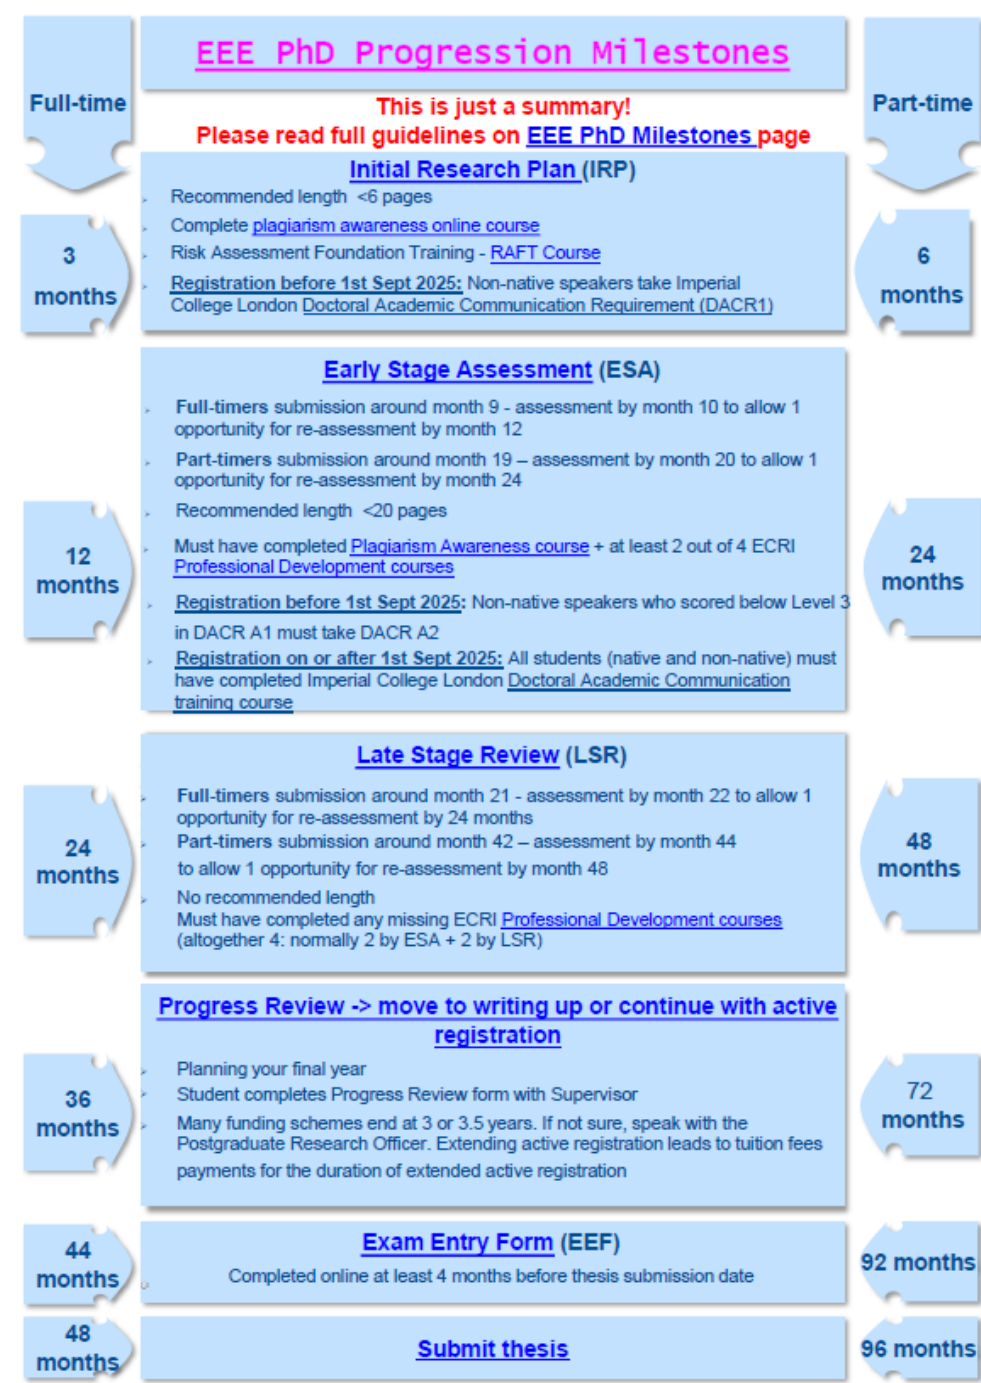 EEE PhD Progression Milestones
Full-time
Part-time
This is just a summary!
Please read full guidelines on EEE PhD Milestones page
Initial Research Plan (IRP)
Recommended length <6 pages
Complete plagiarism awareness online course
Risk Assessment Foundation Training - RAFT Course
Registration before 1st Sept 2025: Non-native speakers take Imperial
College London Doctoral Academic Communication Requirement (DACR1)
3
months
6
months
Early Stage Assessment (ESA)
Full-timers submission around month 9 - assessment by month 10 to allow 1
opportunity for re-assessment by month 12
Part-timers submission around month 19 – assessment by month 20 to allow 1
opportunity for re-assessment by month 24
Recommended length <20 pages
Must have completed Plagiarism Awareness course + at least 2 out of 4 ECRI
Professional Development courses
Registration before 1st Sept 2025: Non-native speakers who scored below Level 3
in DACR A1 must take DACR A2
Registration on or after 1st Sept 2025: All students (native and non-native) must
have completed Imperial College London Doctoral Academic Communication
training course
12
months
24
months
Late Stage Review (LSR)
Full-timers submission around month 21 - assessment by month 22 to allow 1
opportunity for re-assessment by 24 months
Part-timers submission around month 42 – assessment by month 44
to allow 1 opportunity for re-assessment by month 48
No recommended length
Must have completed any missing ECRI Professional Development courses
(altogether 4: normally 2 by ESA + 2 by LSR)
24
months
48
months
Progress Review -> move to writing up or continue with active
registration
Planning your final year
Student completes Progress Review form with Supervisor
Many funding schemes end at 3 or 3.5 years. If not sure, speak with the
Postgraduate Research Officer. Extending active registration leads to tuition fees
payments for the duration of extended active registration
36
months
72
months
Exam Entry Form (EEF)
Completed online at least 4 months before thesis submission date
44
months
92 months
Submit thesis
48
months
96 months